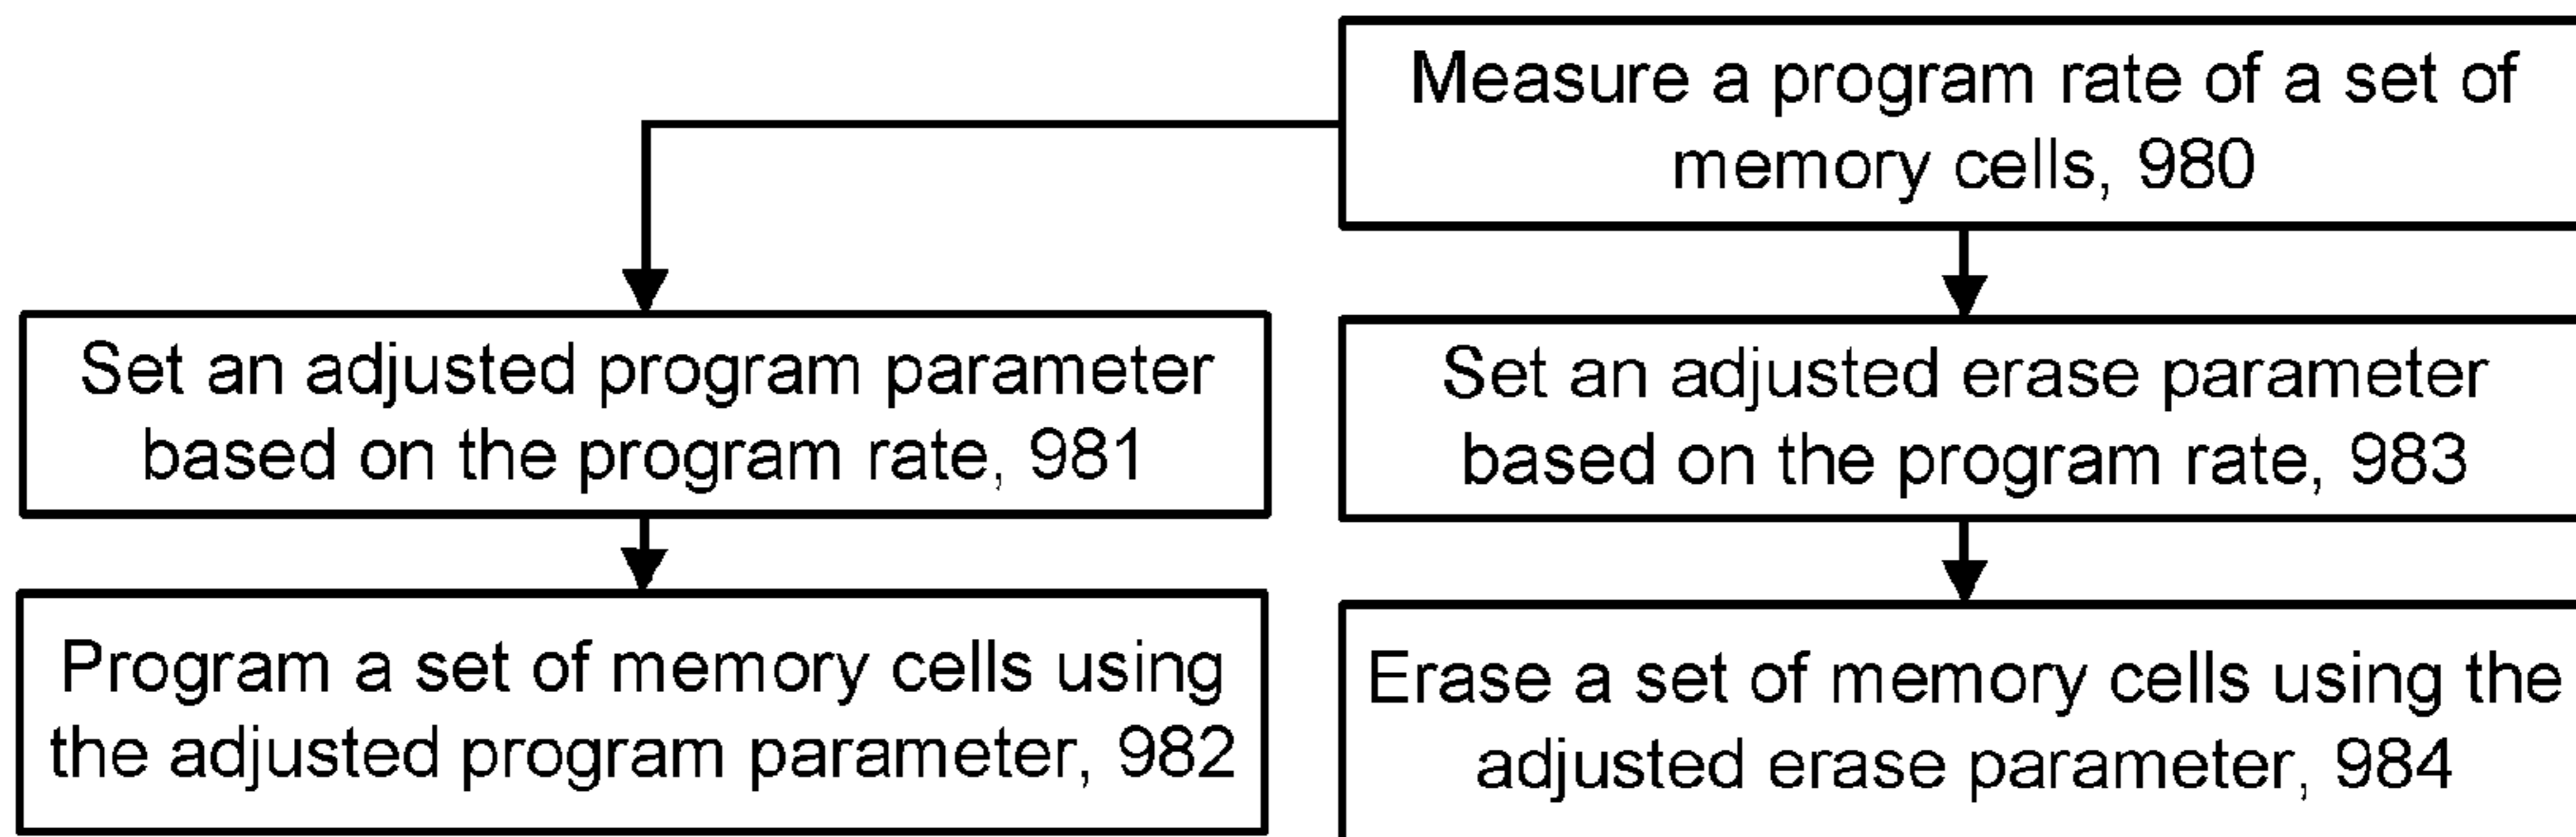 Measure a program rate of a set of
memory cells, 980
Set an adjusted program parameter
based on the program rate, 981
Set an adjusted erase parameter
based on the program rate, 983
Program a set of memory cells using
the adjusted program parameter, 982
Erase a set of memory cells using the
adjusted erase parameter, 984